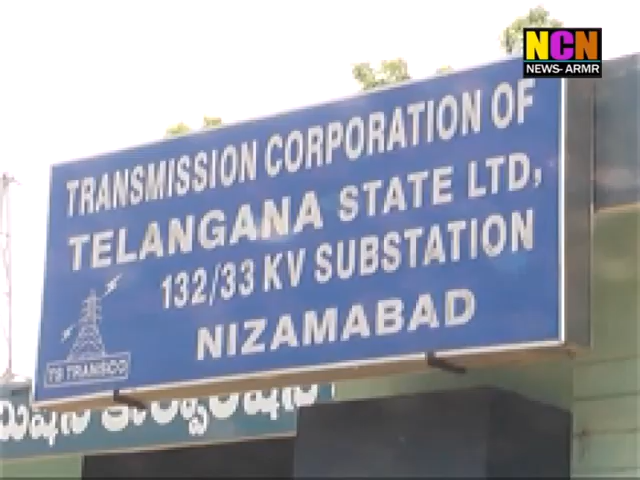 NCN
NEWS- ARMR
TRANSMISSION CORPORATION OF
TELANGANA STATE LTD,
132/33 KV SUBSTATION
NIZAMABAD
TS TRANSCO